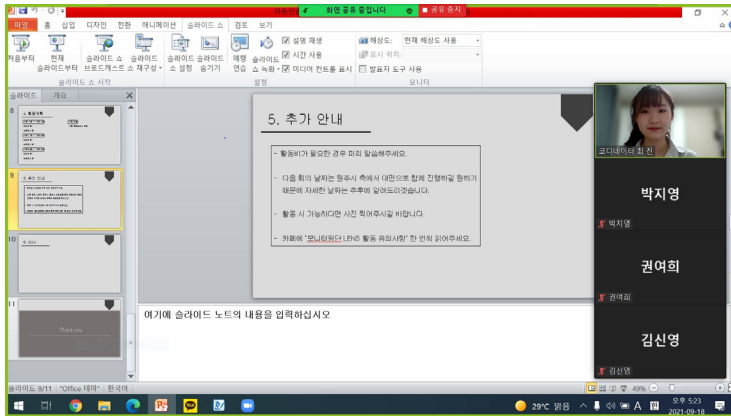 화면 공유 중입니다
공유 중지
파일 홈 삽입 디자인 전환 애니메이션 슬라이드 쇼 검토 보기
처음부터
현재 슬라이드부터
슬라이드 쇼 브로드캐스트
슬라이드 쇼 재구성
슬라이드 쇼 설정
슬라이드 숨기기
예행 연습
슬라이드 쇼 녹화
설명 재생
시간 사용
미디어 컨트롤 표시
해상도: 현재 해상도 사용
표시 위치:
발표자 도구 사용
슬라이드 쇼 시작
설정
모니터
슬라이드 개요
8
9
10
11
Thank you
5. 추가 안내
- 활동비가 필요한 경우 미리 말씀해주세요.
- 다음 회의 날짜는 원주시 측에서 대면으로 함께 진행하길 원하기
때문에 자세한 날짜는 추후에 알려드리겠습니다.
- 활동 시 가능하다면 사진 찍어주시길 바랍니다.
- 카페에 "모니터링단 LENS 활동 유의사항" 한 번씩 읽어주세요.
여기에 슬라이드 노트의 내용을 입력하십시오
코디네이터 최 진
박지영
박지영
권여희
권여희
김신영
김신영
슬라이드 9/11 "Office 테마" 한국어
49%
29°C 맑음
A
오후 5:23
2021-09-18